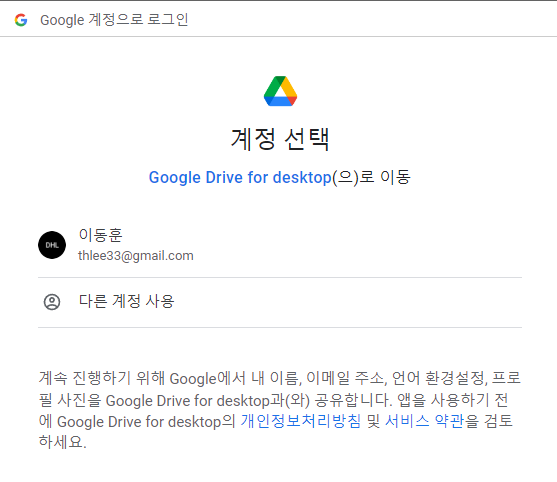 Google 계정으로 로그인
계정 선택
Google Drive for desktop(으)로 이동
DHL
이동훈
thlee33@gmail.com
다른 계정 사용
계속 진행하기 위해 Google에서 내 이름, 이메일 주소, 언어 환경설정, 프로
필 사진을 Google Drive for desktop과(와) 공유합니다. 앱을 사용하기 전
에 Google Drive for desktop의 개인정보처리방침 및 서비스 약관을 검토
하세요.